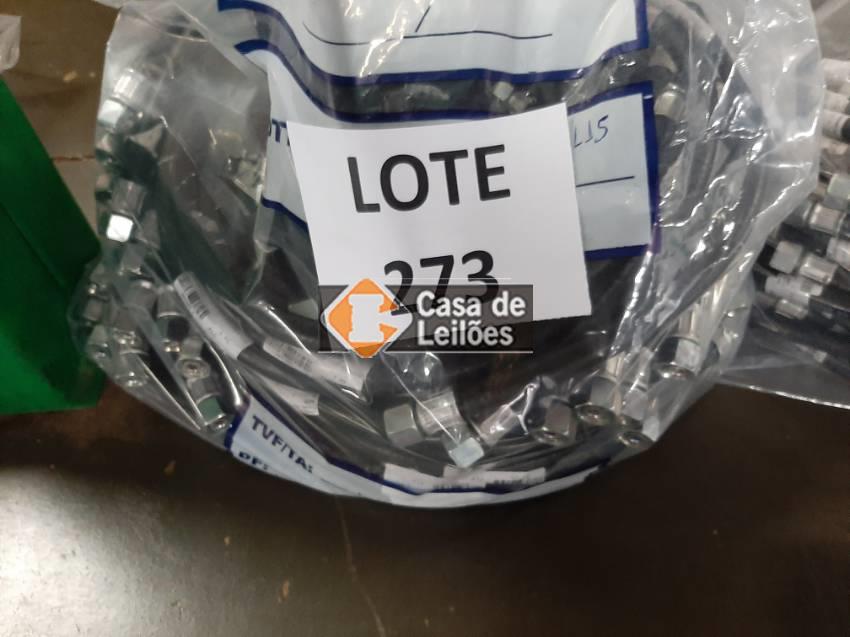 LOTE
273
Casa de
Leilões
TVF/TA: